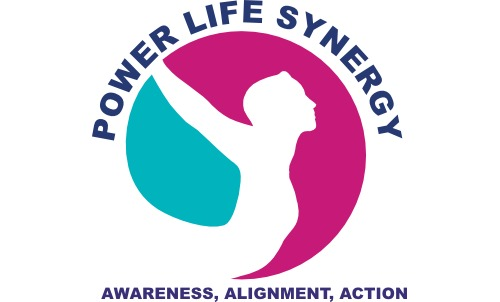 POWER LIFE SYNERGY
AWARENESS, ALIGNMENT, ACTION